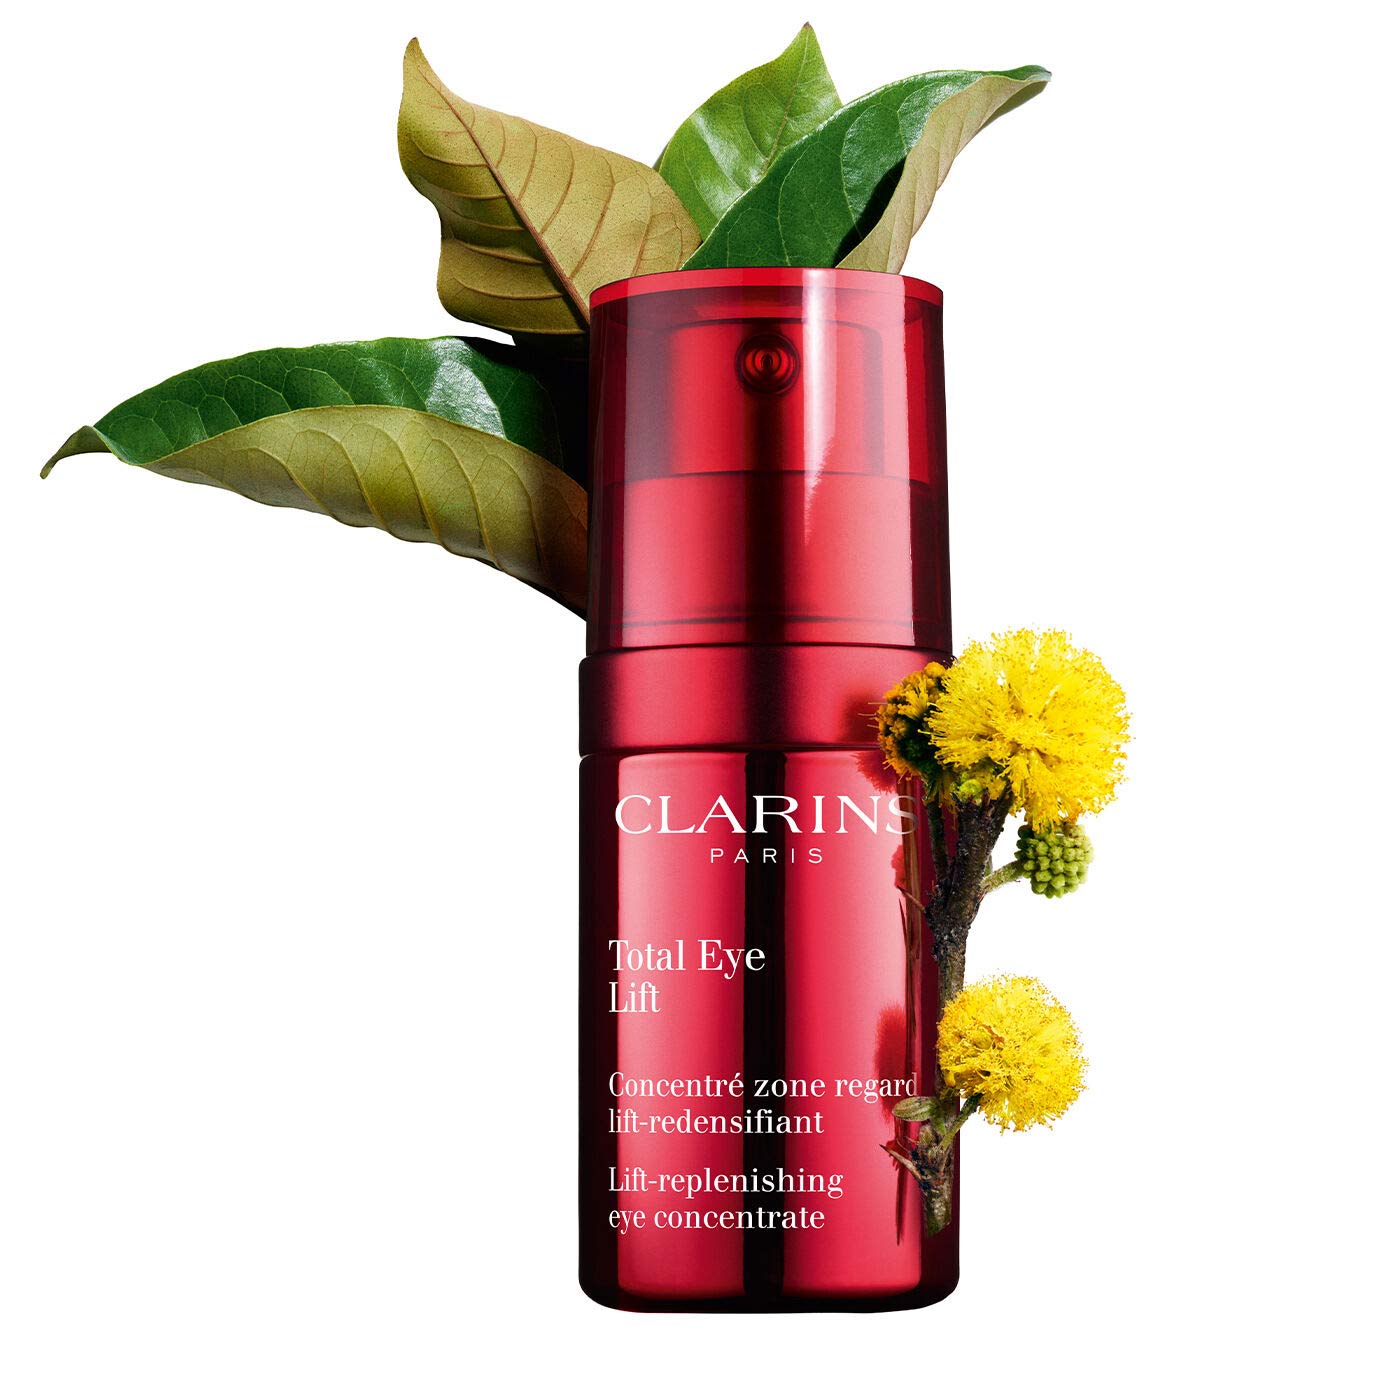 CLARINS
PARIS
Total Eye
Lift
Concentré zone regard
lift-redensifiant
Lift-replenishing
eye concentrate